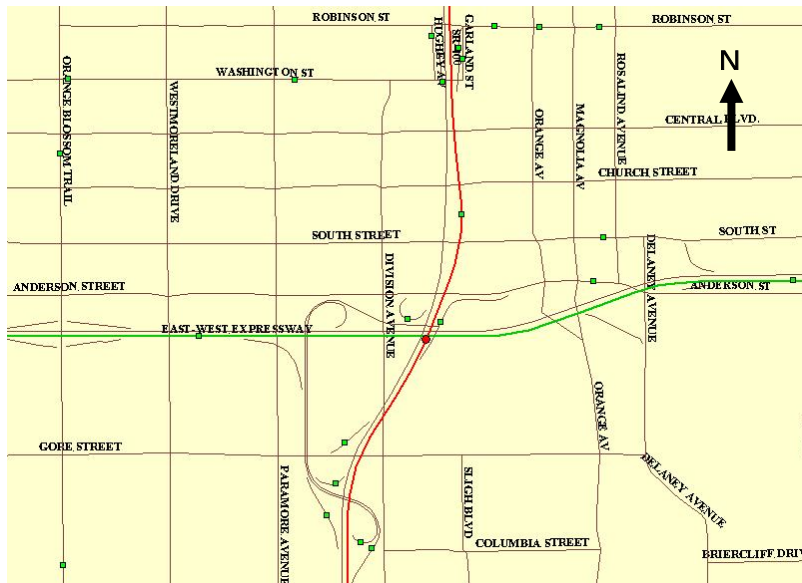 ROBINSON ST
ROBINSON ST
GARLAND ST
SR400
HUGHEY AV
N
WASHINGTON ST
ORANGE BLOSSOM TRAIL
WESTMORELAND DRIVE
ORANGE AV
MAGNOLIA AV
ROSALIND AVENUE
CENTRAL BLVD.
CHURCH STREET
SOUTH STREET
SOUTH ST
DIVISION AVENUE
DELANEY AVENUE
ANDERSON STREET
ANDERSON ST
EAST-WEST EXPRESSWAY
ORANGE AV
GORE STREET
PARAMORE AVENUE
SLIGH BLVD
DELANEY AVENUE
COLUMBIA STREET
BRIERCLIFF DRIV